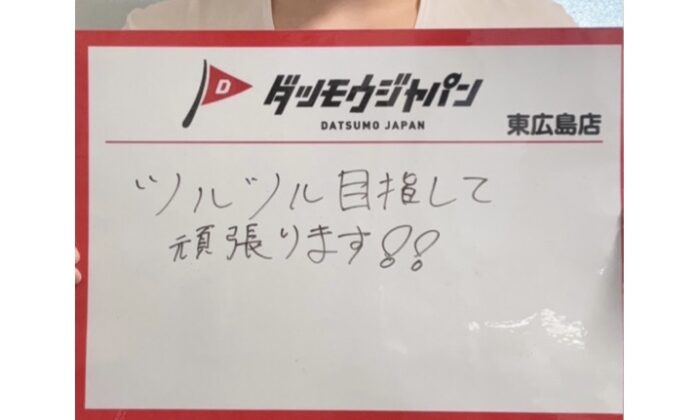 D
ダツモウジャパン
DATSUMO JAPAN
東広島店
ツルツル目指して
頑張ります!!